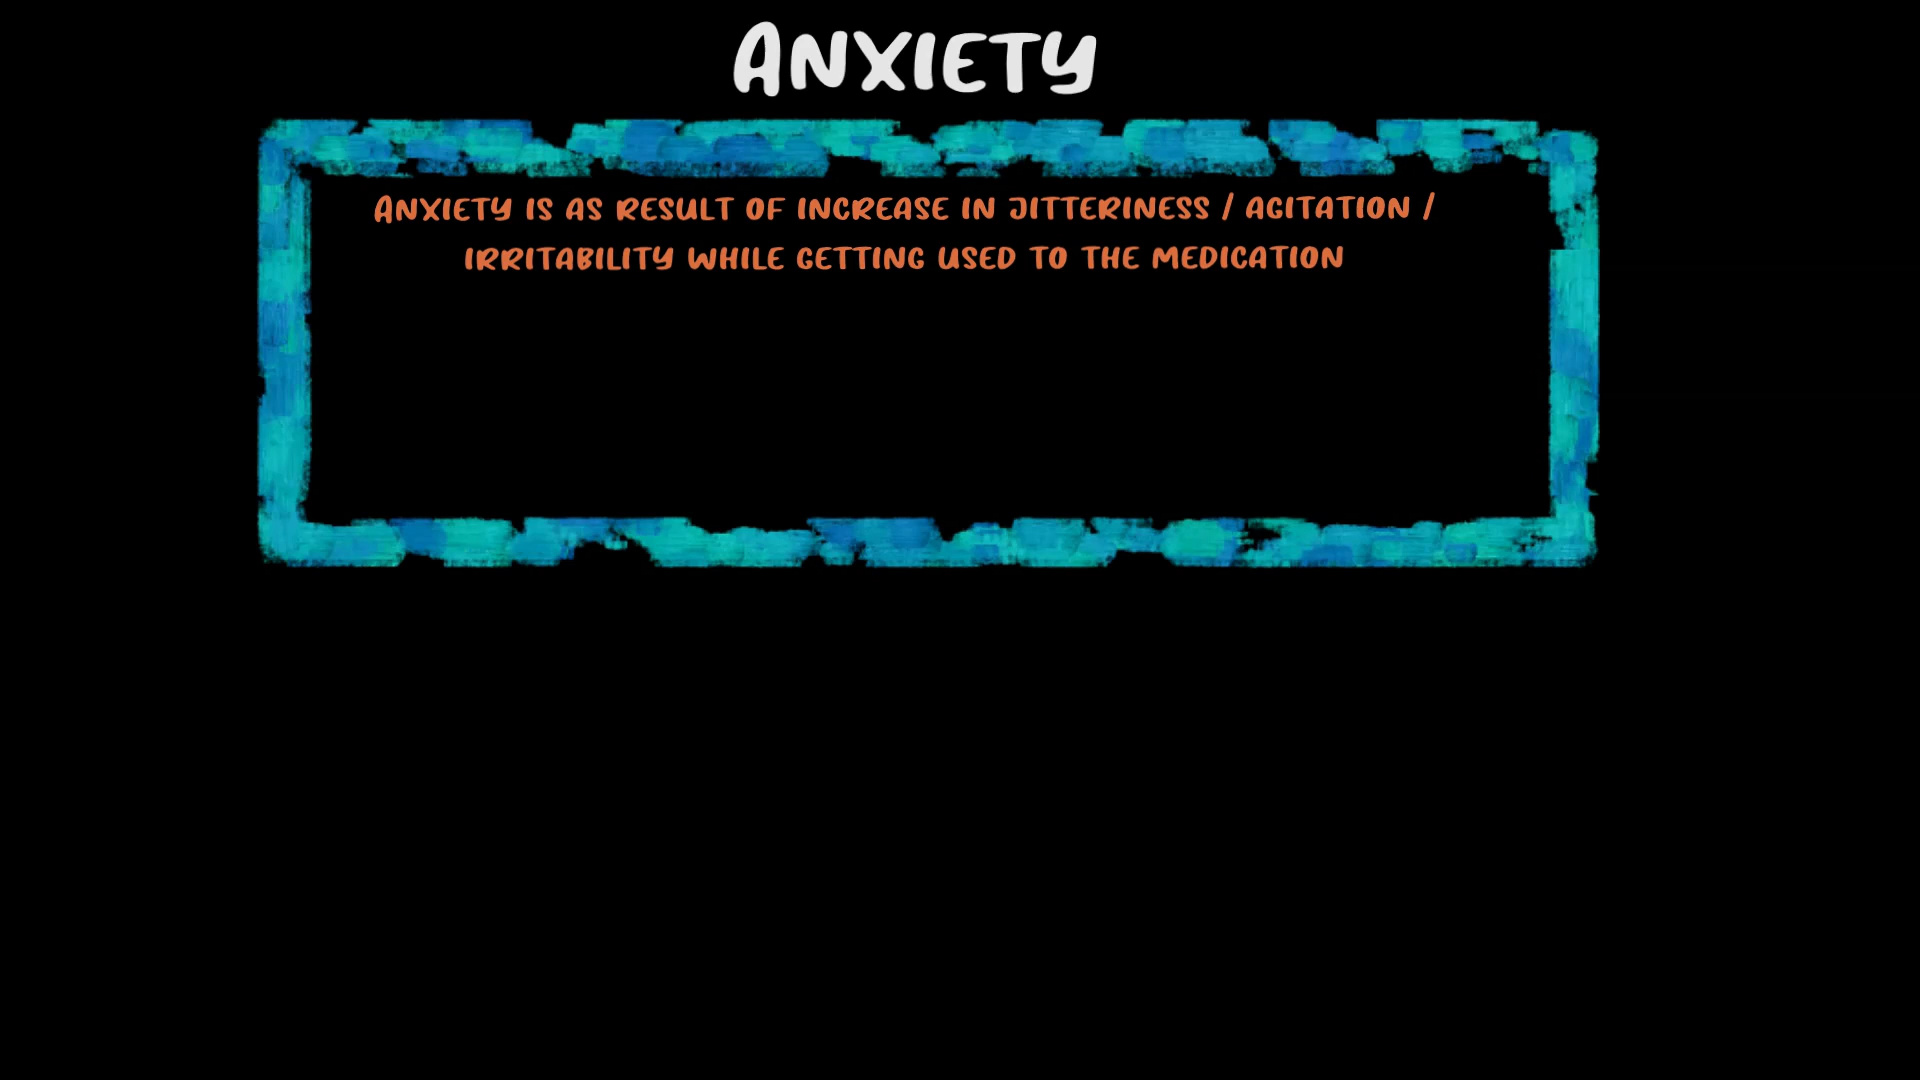 Anxiety
Anxiety is as result of increase in jitteriness / agitation /
irritability while getting used to the medication